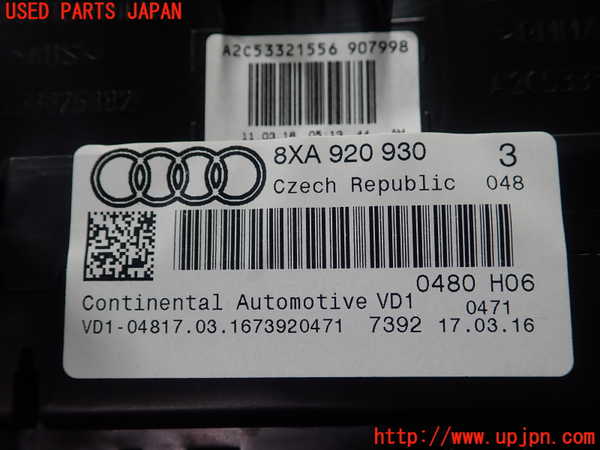 USED PARTS JAPAN
A2C53321556 907998
8XA 920 930 3
Czech Republic 048
0480 H06
Continental Automotive VD1 0471
VD1-04817.03.1673920471 7392 17.03.16
http://www.upjpn.com